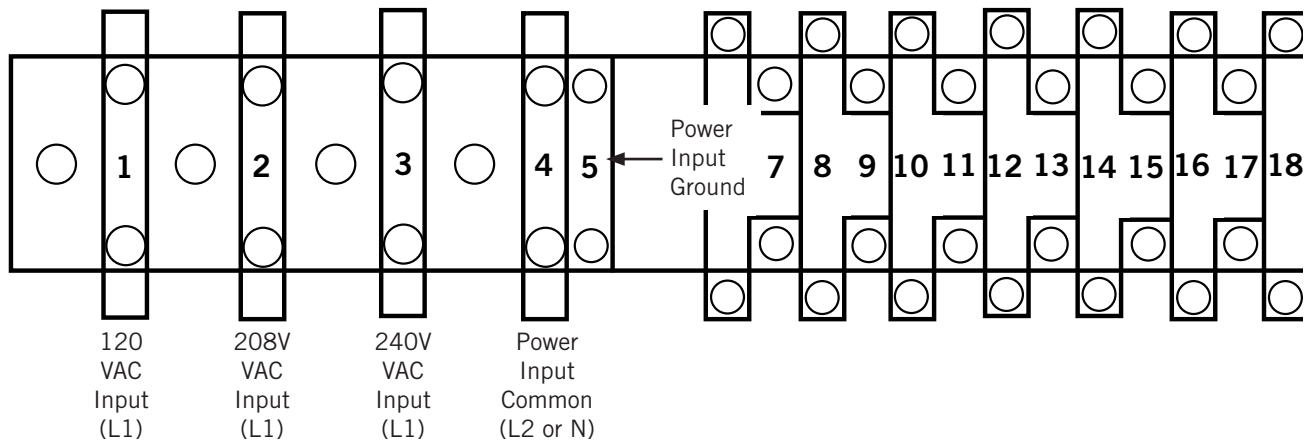 1 2 3 4 5 7 8 9 10 11 12 13 14 15 16 17 18
Power
Input
Ground
120
VAC
Input
(L1)
208V
VAC
Input
(L1)
240V
VAC
Input
(L1)
Power
Input
Common
(L2 or N)